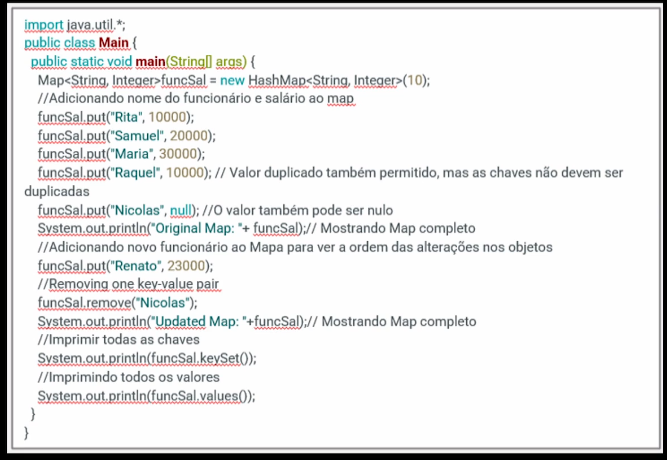 import java.util.*;
public class Main {
public static void main(String[] args) {
Map<String, Integer>funcSal = new HashMap<String, Integer>(10);
//Adicionando nome do funcionário e salário ao map
funcSal.put("Rita", 10000);
funcSal.put("Samuel", 20000);
funcSal.put("Maria", 30000);
funcSal.put("Raquel", 10000); // Valor duplicado também permitido, mas as chaves não devem ser
duplicadas
funcSal.put("Nicolas", null); //O valor também pode ser nulo
System.out.println("Original Map: "+ funcSal);// Mostrando Map completo
//Adicionando novo funcionário ao Mapa para ver a ordem das alterações nos objetos
funcSal.put("Renato", 23000);
//Removing one key-value pair
funcSal.remove("Nicolas");
System.out.println("Updated Map: "+funcSal);// Mostrando Map completo
//Imprimir todas as chaves
System.out.println(funcSal.keySet());
//Imprimindo todos os valores
System.out.println(funcSal.values());
}
}